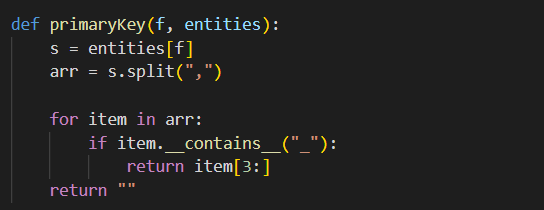 def primaryKey(f, entities):
    s = entities[f]
    arr = s.split(",")

    for item in arr:
        if item.__contains__("_"):
            return item[3:]
    return ""